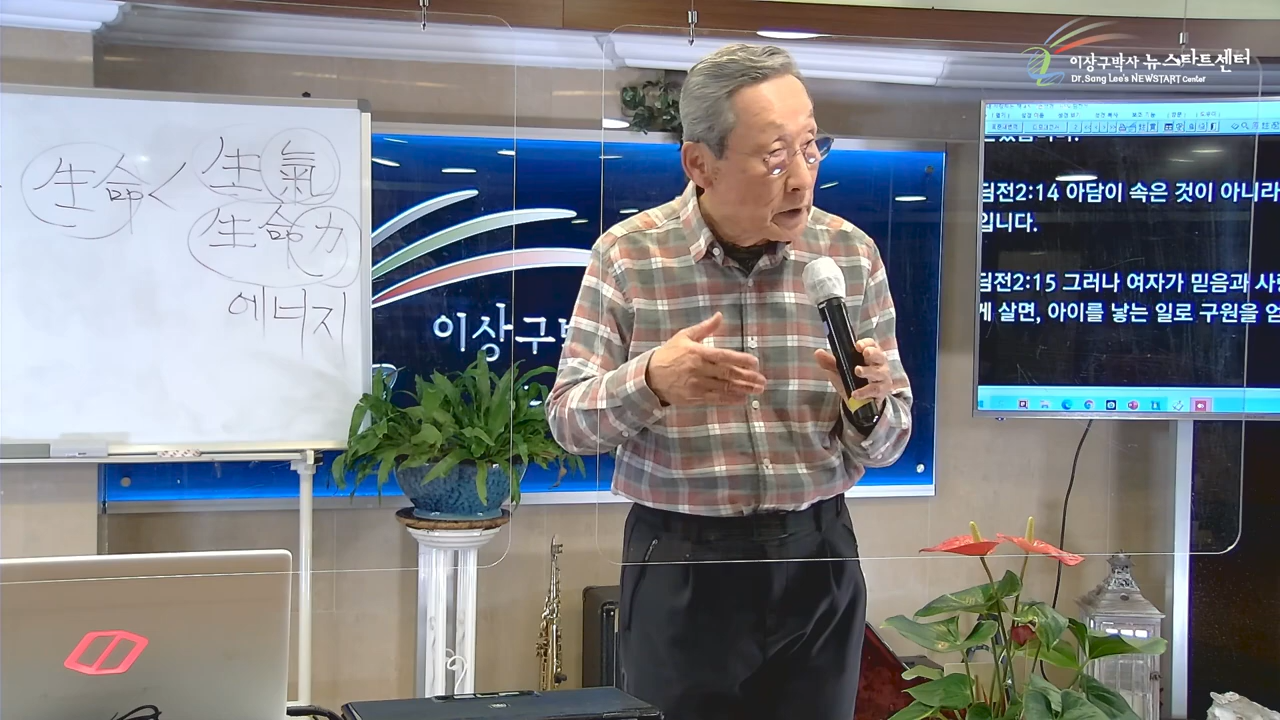 이상구박사 뉴스타트센터
Dr. Sang Lee's NEWSTART Center
生命 < 生氣
生命力
에너지
이상구박
딤전2:14 아담이 속은 것이 아니라
입니다.
딤전2:15 그러나 여자가 믿음과 사랑
게 살면, 아이를 낳는 일로 구원을 얻